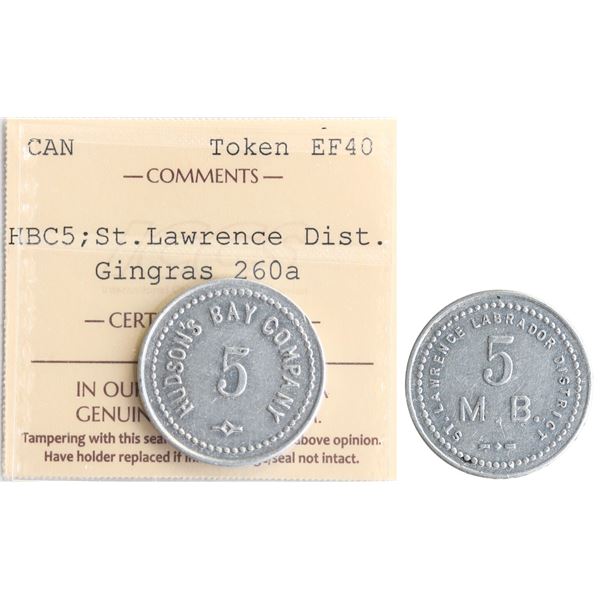 CAN Token EF40
— COMMENTS —
HBC5;St.Lawrence Dist.
Gingras 260a
— CERT
IN OU
GENUIN
Tampering with this sea above opinion.
Have holder replaced if seal not intact.
HUDSON'S BAY COMPANY
5
ST. LAWRENCE LABRADOR DISTRICT
5
M. B.